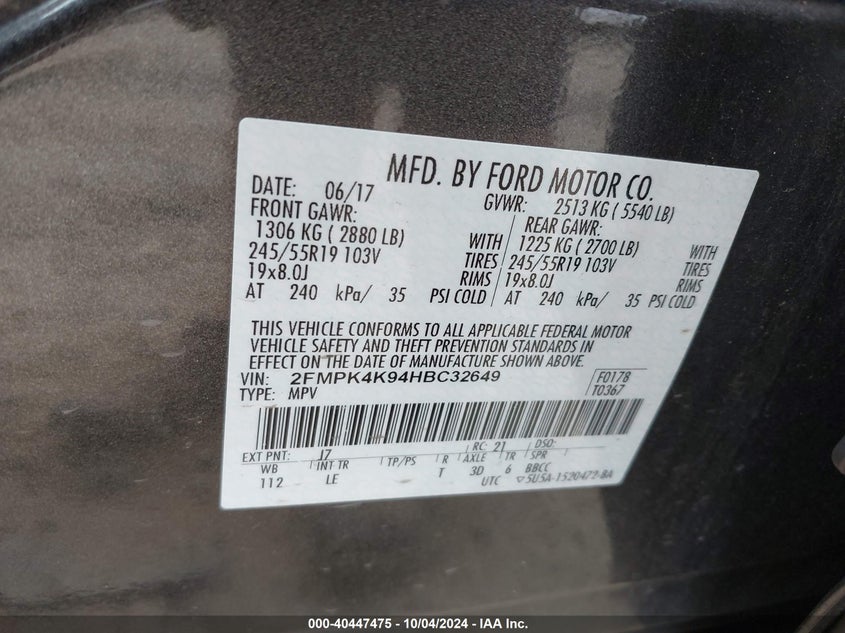 MFD. BY FORD MOTOR CO.
DATE: 06/17 GVWR: 2513 KG ( 5540 LB)
FRONT GAWR: REAR GAWR:
1306 KG ( 2880 LB) WITH 1225 KG ( 2700 LB) WITH
245/55R19 103V TIRES 245/55R19 103V TIRES
19x8.0J RIMS 19x8.0J RIMS
AT 240 kPa/ 35 PSI COLD AT 240 kPa/ 35 PSI COLD
THIS VEHICLE CONFORMS TO ALL APPLICABLE FEDERAL MOTOR
VEHICLE SAFETY AND THEFT PREVENTION STANDARDS IN
EFFECT ON THE DATE OF MANUFACTURE SHOWN ABOVE.
VIN: 2FMPK4K94HBC32649 F0178
TYPE: MPV T0367
EXT PNT: J7 RC: 21 DSO:
WB INT TR TP/PS R AXLE TR SPR
112 LE T 3D 6 BBCC
UTC ▽5U5A-1520472-BA
000-40447475 - 10/04/2024 - IAA Inc.